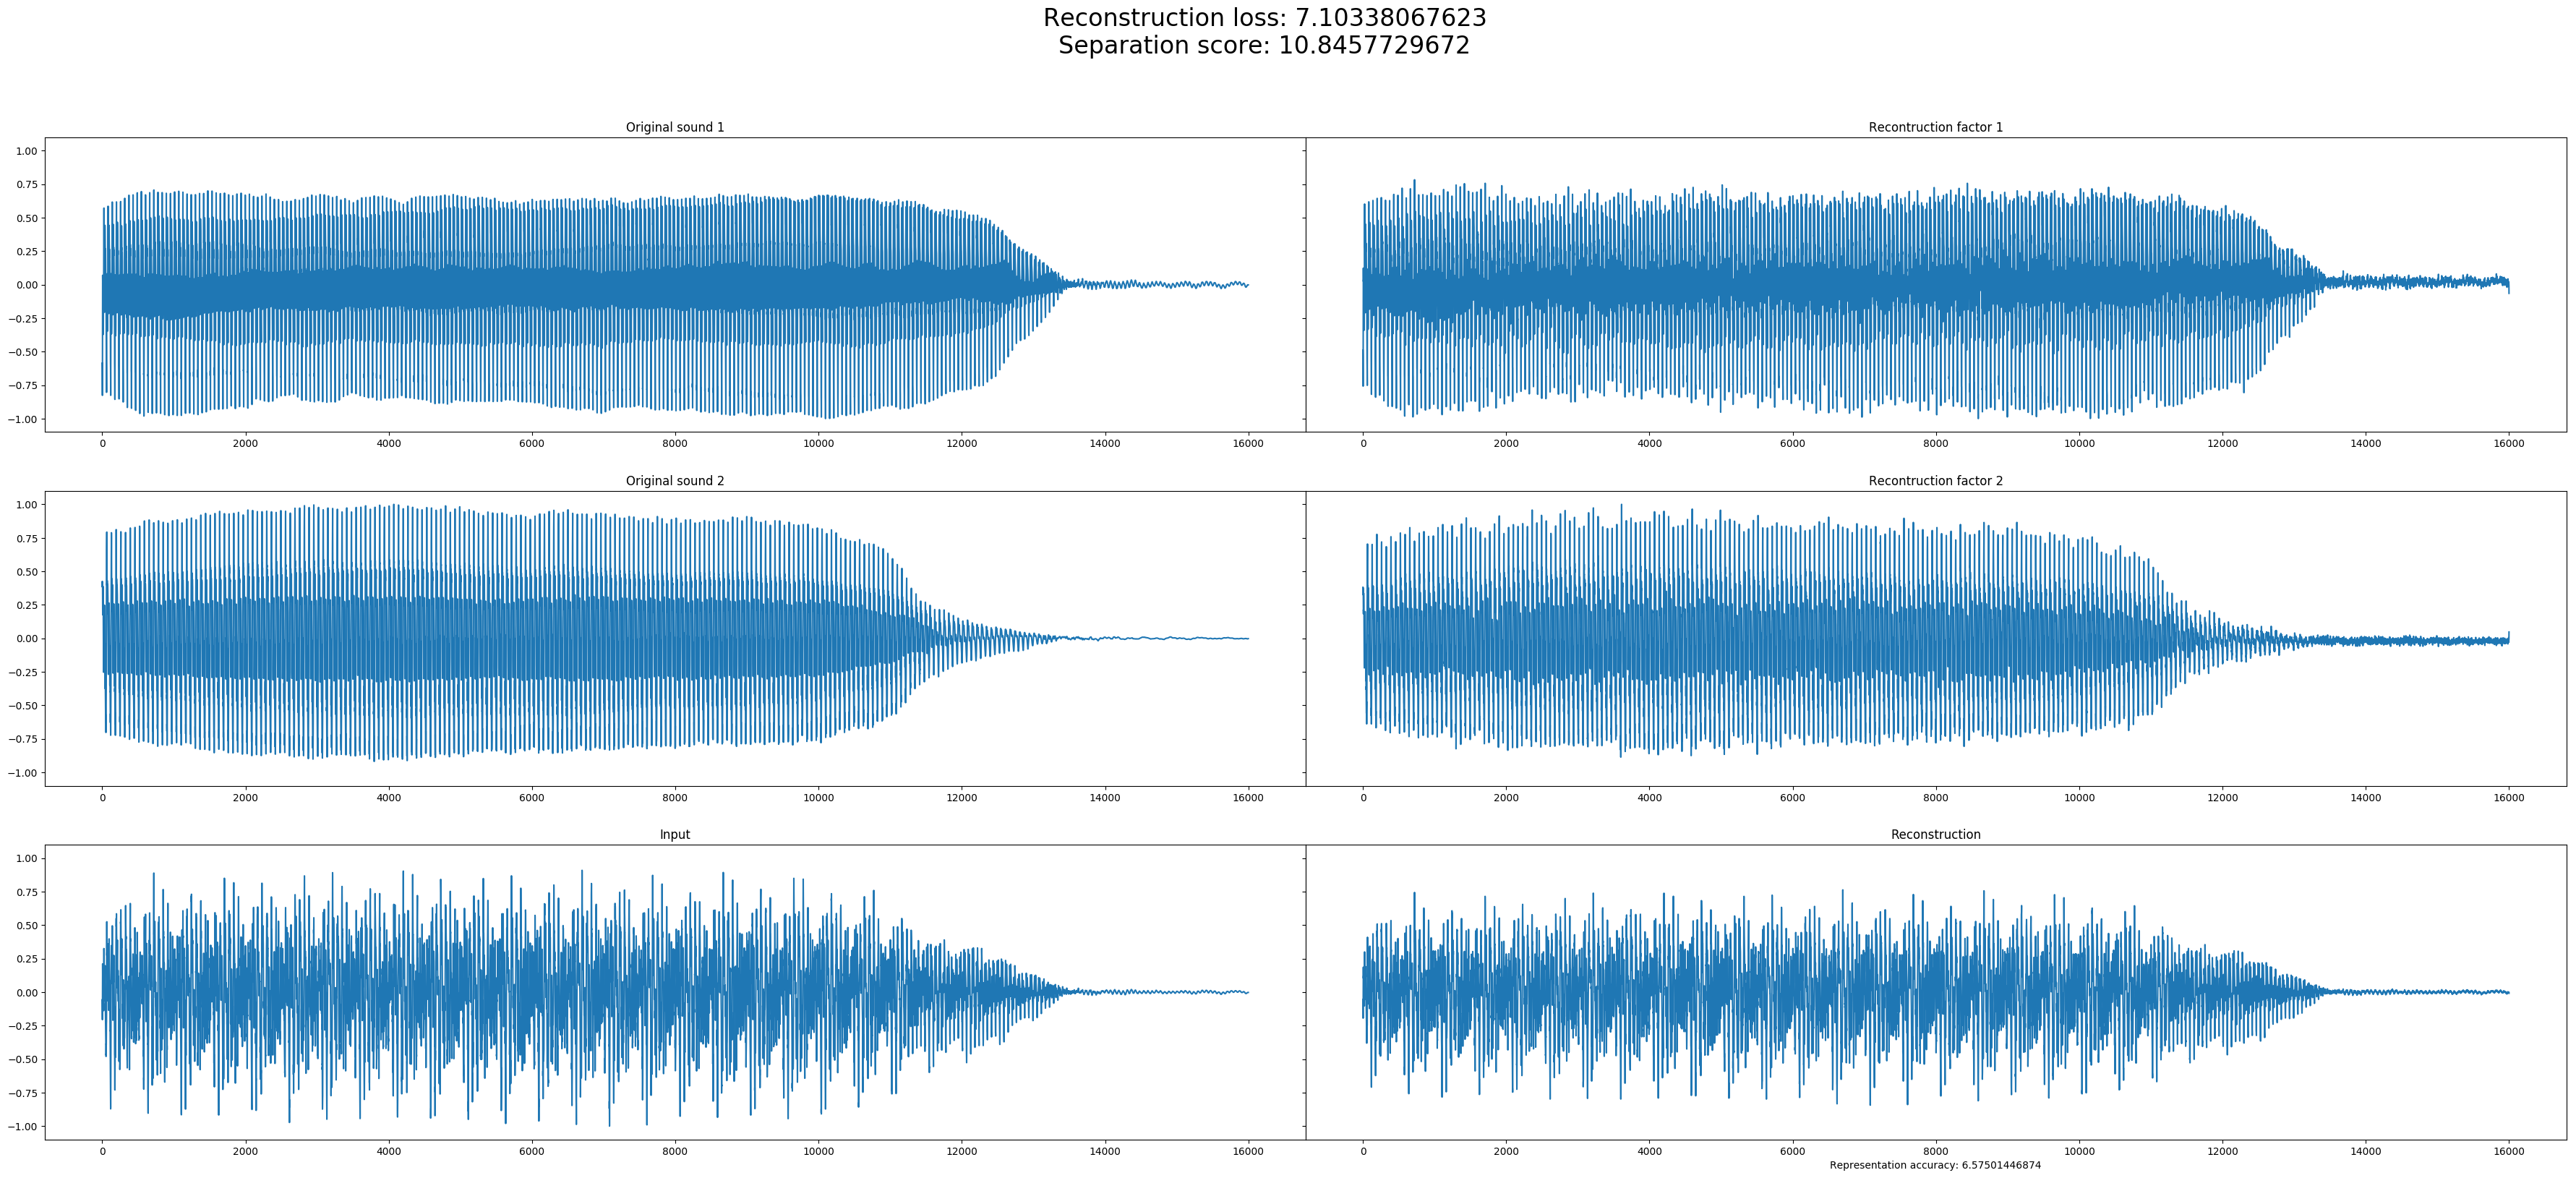 Reconstruction loss: 7.10338067623
Separation score: 10.8457729672
Original sound 1
Recontruction factor 1
1.00
0.75
0.50
0.25
0.00
−0.25
−0.50
−0.75
−1.00
0 2000 4000 6000 8000 10000 12000 14000 16000
0 2000 4000 6000 8000 10000 12000 14000 16000
Original sound 2
Recontruction factor 2
1.00
0.75
0.50
0.25
0.00
−0.25
−0.50
−0.75
−1.00
0 2000 4000 6000 8000 10000 12000 14000 16000
0 2000 4000 6000 8000 10000 12000 14000 16000
Input
Reconstruction
1.00
0.75
0.50
0.25
0.00
−0.25
−0.50
−0.75
−1.00
0 2000 4000 6000 8000 10000 12000 14000 16000
0 2000 4000 6000 8000 10000 12000 14000 16000
Representation accuracy: 6.57501446874